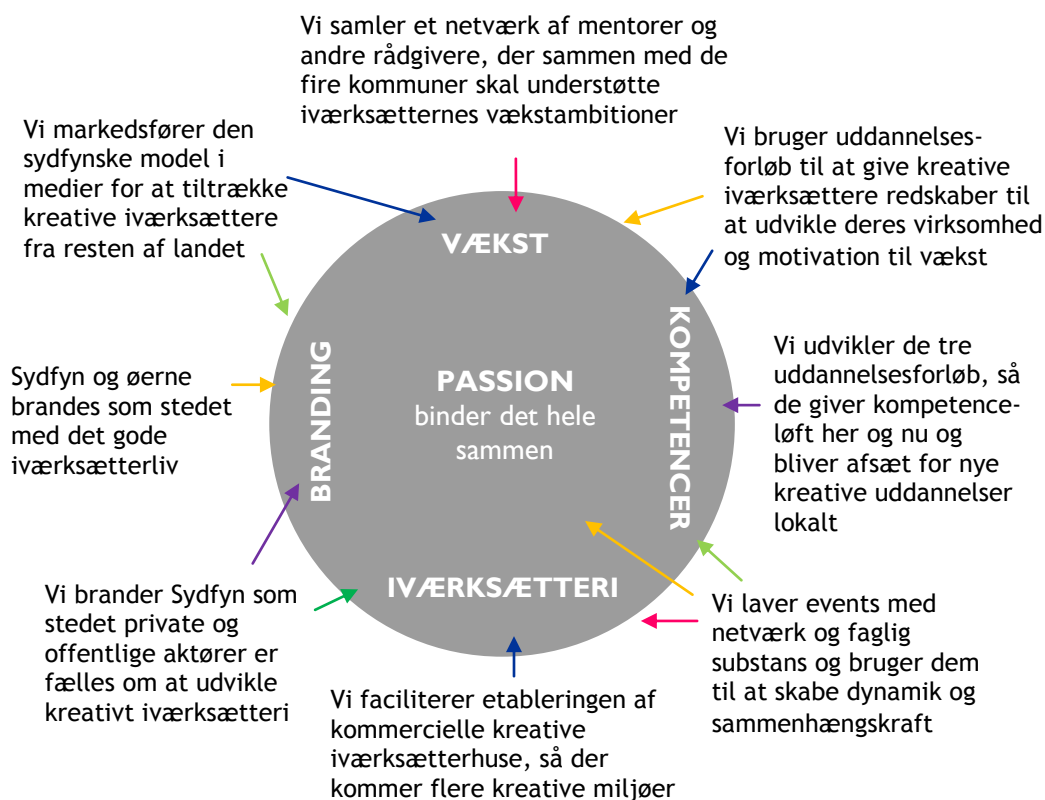 Vi samler et netværk af mentorer og
andre rådgivere, der sammen med de
fire kommuner skal understøtte
iværksætternes vækstambitioner
Vi markedsfører den
sydfynske model i
medier for at tiltrække
kreative iværksættere
fra resten af landet
Vi bruger uddannelses-
forløb til at give kreative
iværksættere redskaber til
at udvikle deres virksomhed
og motivation til vækst
VÆKST
KOMPETENCER
BRANDING
PASSION
binder det hele
sammen
IVÆRKSÆTTERI
Sydfyn og øerne
brandes som stedet
med det gode
iværksætterliv
Vi udvikler de tre
uddannelsesforløb, så
de giver kompetence-
løft her og nu og
bliver afsæt for nye
kreative uddannelser
lokalt
Vi brander Sydfyn som
stedet private og
offentlige aktører er
fælles om at udvikle
kreativt iværksætteri
Vi faciliterer etableringen af
kommercielle kreative
iværksætterhuse, så der
kommer flere kreative miljøer
Vi laver events med
netværk og faglig
substans og bruger dem
til at skabe dynamik og
sammenhængskraft